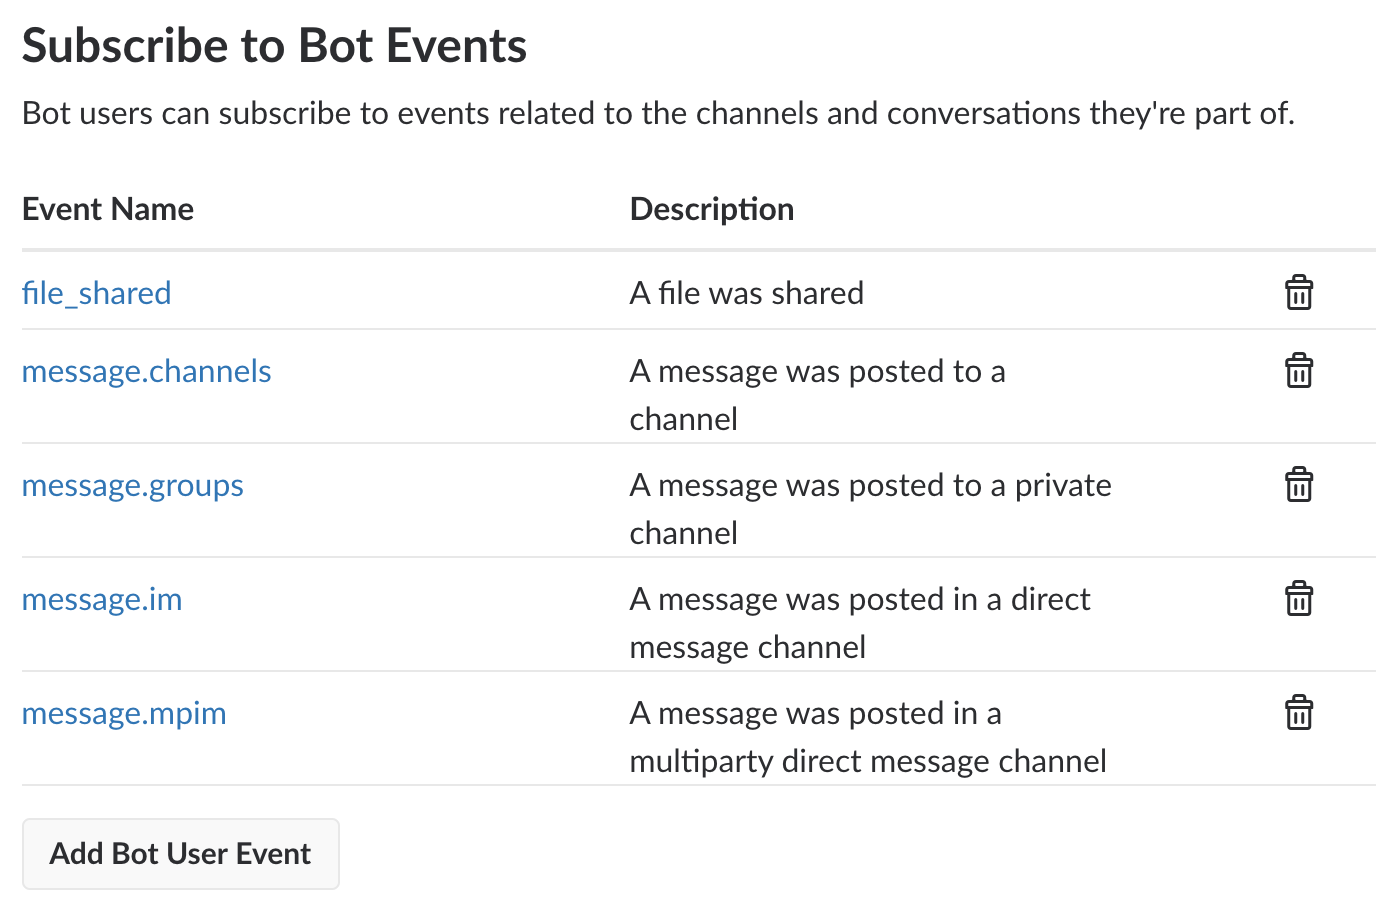 Subscribe to Bot Events
Bot users can subscribe to events related to the channels and conversations they're part of.
Event Name Description
file_shared A file was shared
message.channels A message was posted to a
channel
message.groups A message was posted to a private
channel
message.im A message was posted in a direct
message channel
message.mpim A message was posted in a
multiparty direct message channel
Add Bot User Event